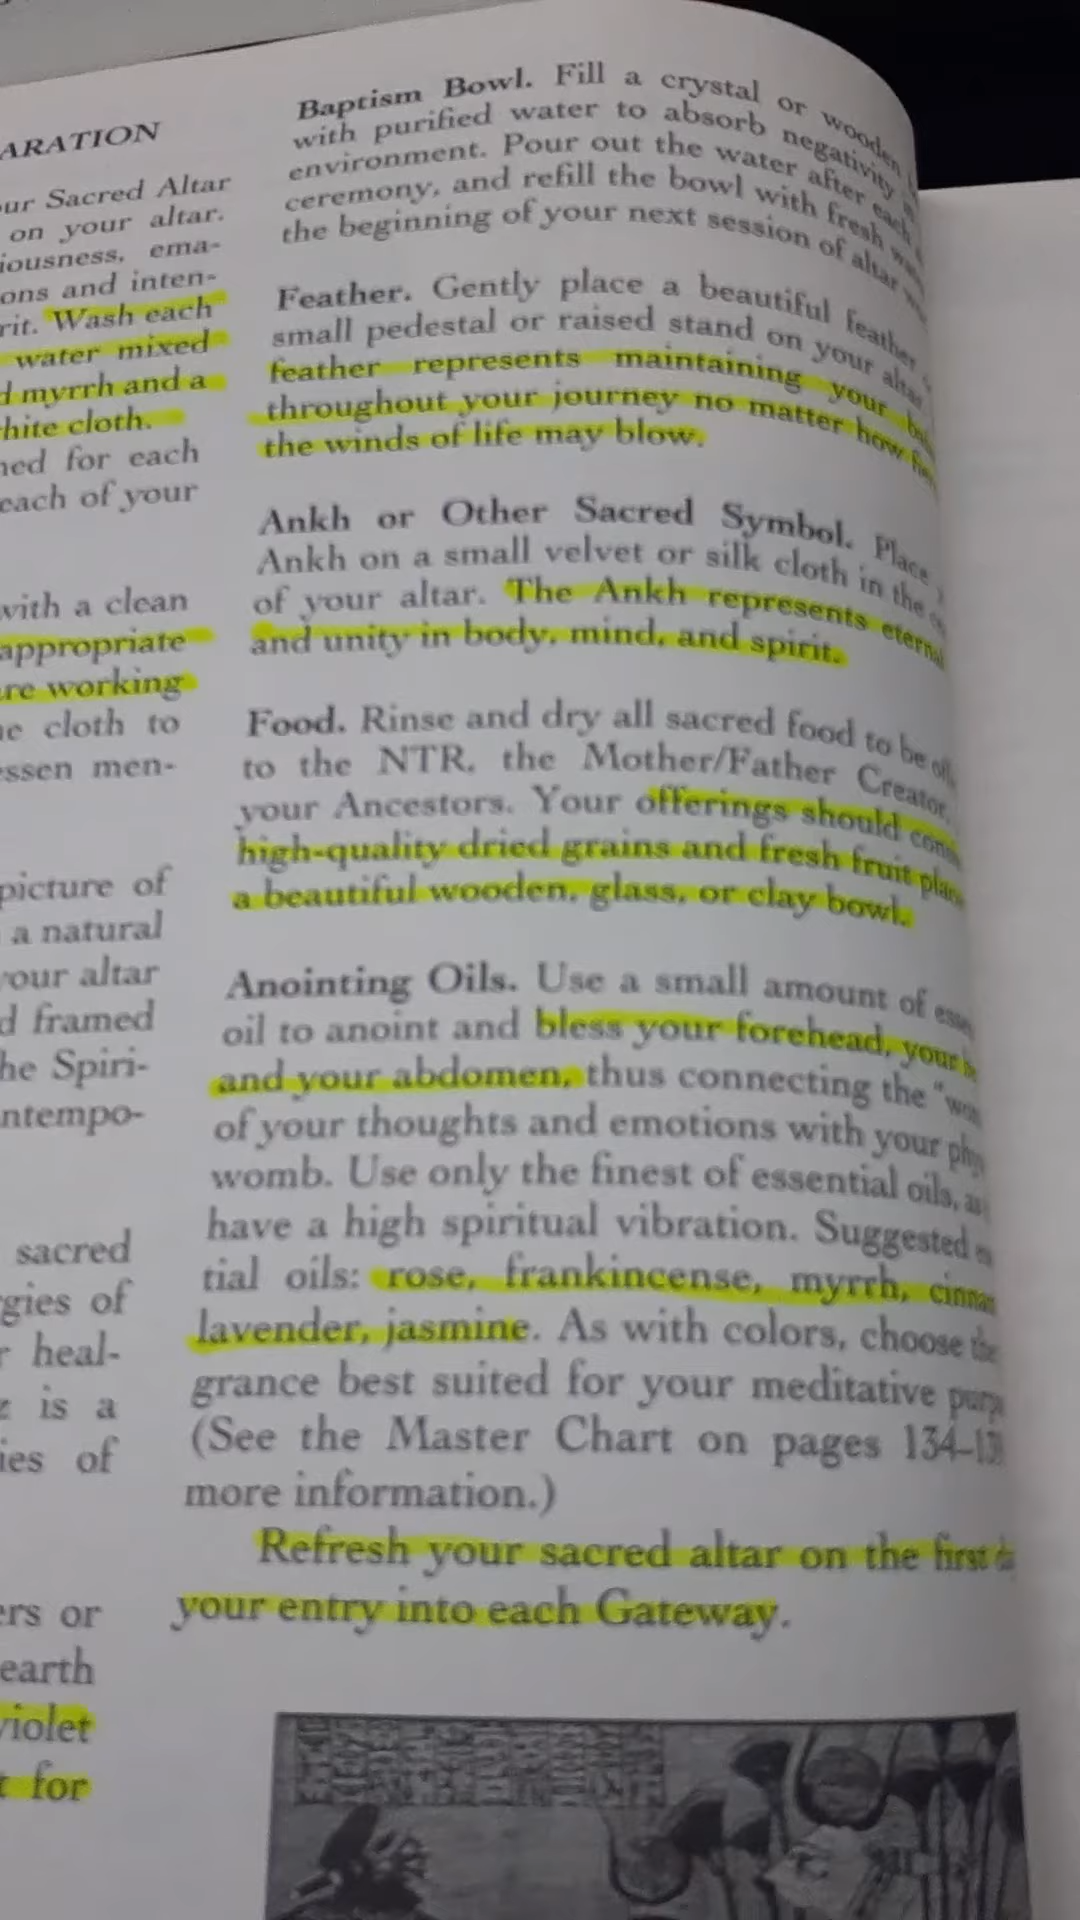 ARATION
ur Sacred Altar
on your altar.
iousness, ema-
ons and inten-
rit. Wash each
water mixed
d myrrh and a
hite cloth.
ned for each
each of your
with a clean
appropriate
re working
e cloth to
essen men-
picture of
a natural
your altar
d framed
he Spiri-
ntempo-
sacred
rgies of
r heal-
z is a
ies of
ers or
earth
violet
t for
Baptism Bowl. Fill a crystal or wooden
with purified water to absorb negativity
environment. Pour out the water after each
ceremony, and refill the bowl with fresh
the beginning of your next session of altar
Feather. Gently place a beautiful feather
small pedestal or raised stand on your altar.
feather represents maintaining your
throughout your journey no matter how
the winds of life may blow.
Ankh or Other Sacred Symbol. Place
Ankh on a small velvet or silk cloth in the
of your altar. The Ankh represents eternal
and unity in body, mind, and spirit.
Food. Rinse and dry all sacred food to be
to the NTR, the Mother/Father Creator,
your Ancestors. Your offerings should
high-quality dried grains and fresh fruit
a beautiful wooden, glass, or clay bowl.
Anointing Oils. Use a small amount of
oil to anoint and bless your forehead, your
and your abdomen, thus connecting the
of your thoughts and emotions with your
womb. Use only the finest of essential oils,
have a high spiritual vibration. Suggested
tial oils: rose, frankincense, myrrh,
lavender, jasmine. As with colors, choose the
grance best suited for your meditative
(See the Master Chart on pages
more information.)
Refresh your sacred altar on the first
your entry into each Gateway.